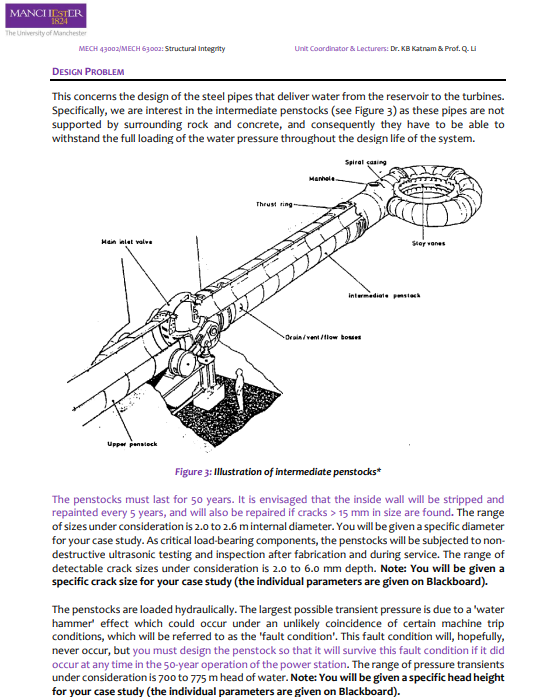 MANCHESTER
1824
The University of Manchester
MECH 43002/MECH 63002: Structural Integrity Unit Coordinator & Lecturers: Dr. KB Katnam & Prof. Q. Li
DESIGN PROBLEM
This concerns the design of the steel pipes that deliver water from the reservoir to the turbines.
Specifically, we are interest in the intermediate penstocks (see Figure 3) as these pipes are not
supported by surrounding rock and concrete, and consequently they have to be able to
withstand the full loading of the water pressure throughout the design life of the system.
Spiral casing
Manhole
Thrust ring
Main inlet valve
Stay vanes
intermediate penstock
Drain/vent/flow bosses
Upper penstock
Figure 3: Illustration of intermediate penstocks*
The penstocks must last for 50 years. It is envisaged that the inside wall will be stripped and
repainted every 5 years, and will also be repaired if cracks > 15 mm in size are found. The range
of sizes under consideration is 2.0 to 2.6 m internal diameter. You will be given a specific diameter
for your case study. As critical load-bearing components, the penstocks will be subjected to non-
destructive ultrasonic testing and inspection after fabrication and during service. The range of
detectable crack sizes under consideration is 2.0 to 6.0 mm depth. Note: You will be given a
specific crack size for your case study (the individual parameters are given on Blackboard).
The penstocks are loaded hydraulically. The largest possible transient pressure is due to a 'water
hammer' effect which could occur under an unlikely coincidence of certain machine trip
conditions, which will be referred to as the 'fault condition'. This fault condition will, hopefully,
never occur, but you must design the penstock so that it will survive this fault condition if it did
occur at any time in the 50-year operation of the power station. The range of pressure transients
under consideration is 700 to 775 m head of water. Note: You will be given a specific head height
for your case study (the individual parameters are given on Blackboard).